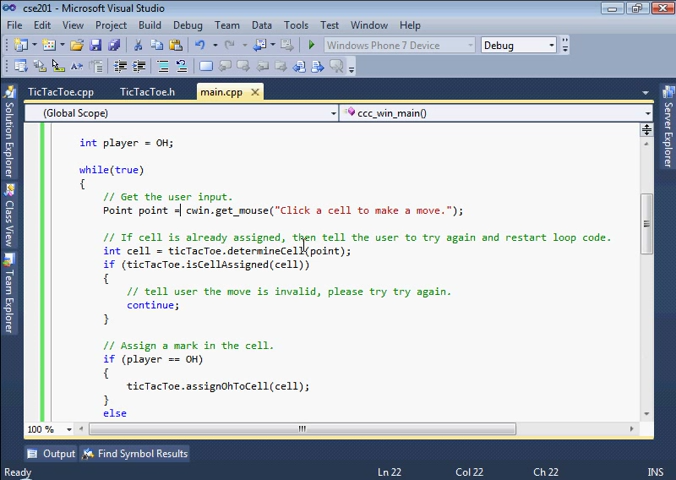 cse201 - Microsoft Visual Studio
File Edit View Project Build Debug Team Data Tools Test Window Help
Windows Phone 7 Device Debug
TicTacToe.cpp TicTacToe.h main.cpp
(Global Scope) ccc_win_main()
Solution Explorer
Class View
Team Explorer
Server Explorer
int player = OH;
while(true)
{
// Get the user input.
Point point = cwin.get_mouse("Click a cell to make a move.");
// If cell is already assigned, then tell the user to try again and restart loop code.
int cell = ticTacToe.determineCell(point);
if (ticTacToe.isCellAssigned(cell))
{
// tell user the move is invalid, please try try again.
continue;
}
// Assign a mark in the cell.
if (player == OH)
{
ticTacToe.assignOhToCell(cell);
}
else
100 %
Output Find Symbol Results
Ready Ln 22 Col 22 Ch 22 INS